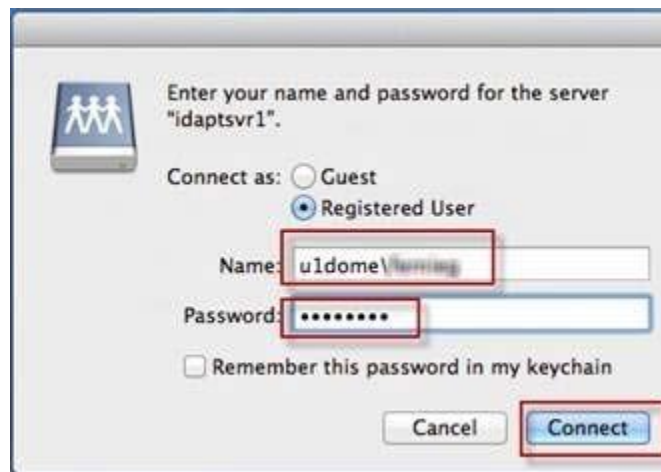 Enter your name and password for the server
"idaptsvr1".
Connect as: Guest
Registered User
Name: u1dome\
Password: ••••••••
Remember this password in my keychain
Cancel Connect